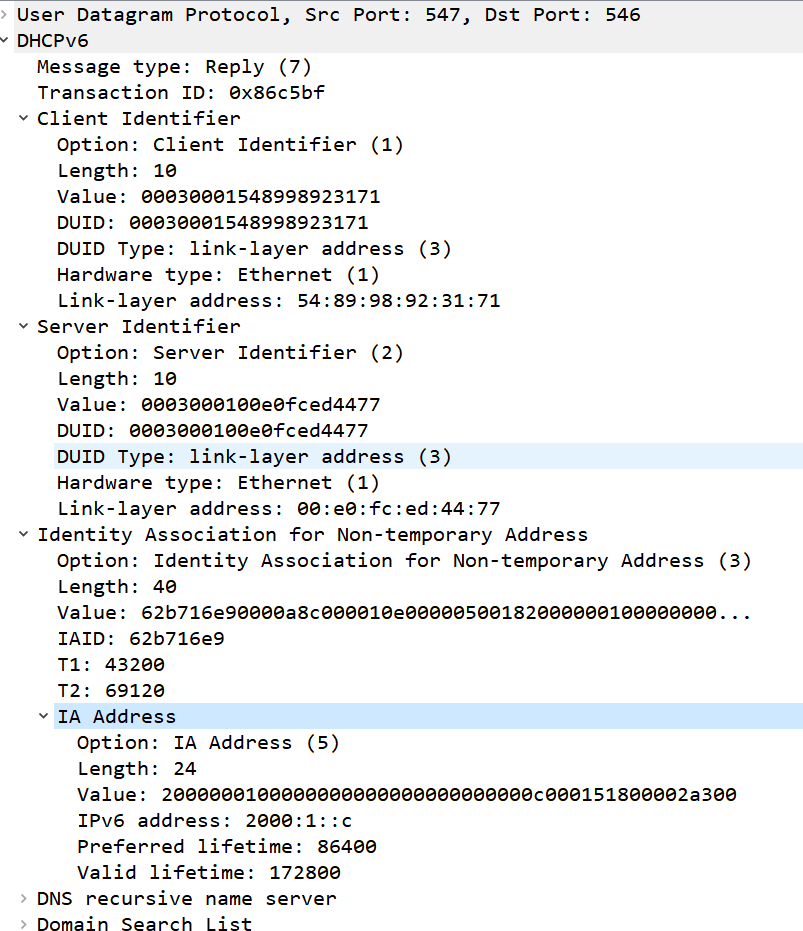 User Datagram Protocol, Src Port: 547, Dst Port: 546
DHCPv6
Message type: Reply (7)
Transaction ID: 0x86c5bf
Client Identifier
Option: Client Identifier (1)
Length: 10
Value: 00030001548998923171
DUID: 00030001548998923171
DUID Type: link-layer address (3)
Hardware type: Ethernet (1)
Link-layer address: 54:89:98:92:31:71
Server Identifier
Option: Server Identifier (2)
Length: 10
Value: 0003000100e0fced4477
DUID: 0003000100e0fced4477
DUID Type: link-layer address (3)
Hardware type: Ethernet (1)
Link-layer address: 00:e0:fc:ed:44:77
Identity Association for Non-temporary Address
Option: Identity Association for Non-temporary Address (3)
Length: 40
Value: 62b716e90000a8c000010e00000500182000000100000000...
IAID: 62b716e9
T1: 43200
T2: 69120
IA Address
Option: IA Address (5)
Length: 24
Value: 2000000100000000000000000000000c000151800002a300
IPv6 address: 2000:1::c
Preferred lifetime: 86400
Valid lifetime: 172800
DNS recursive name server
Domain Search List